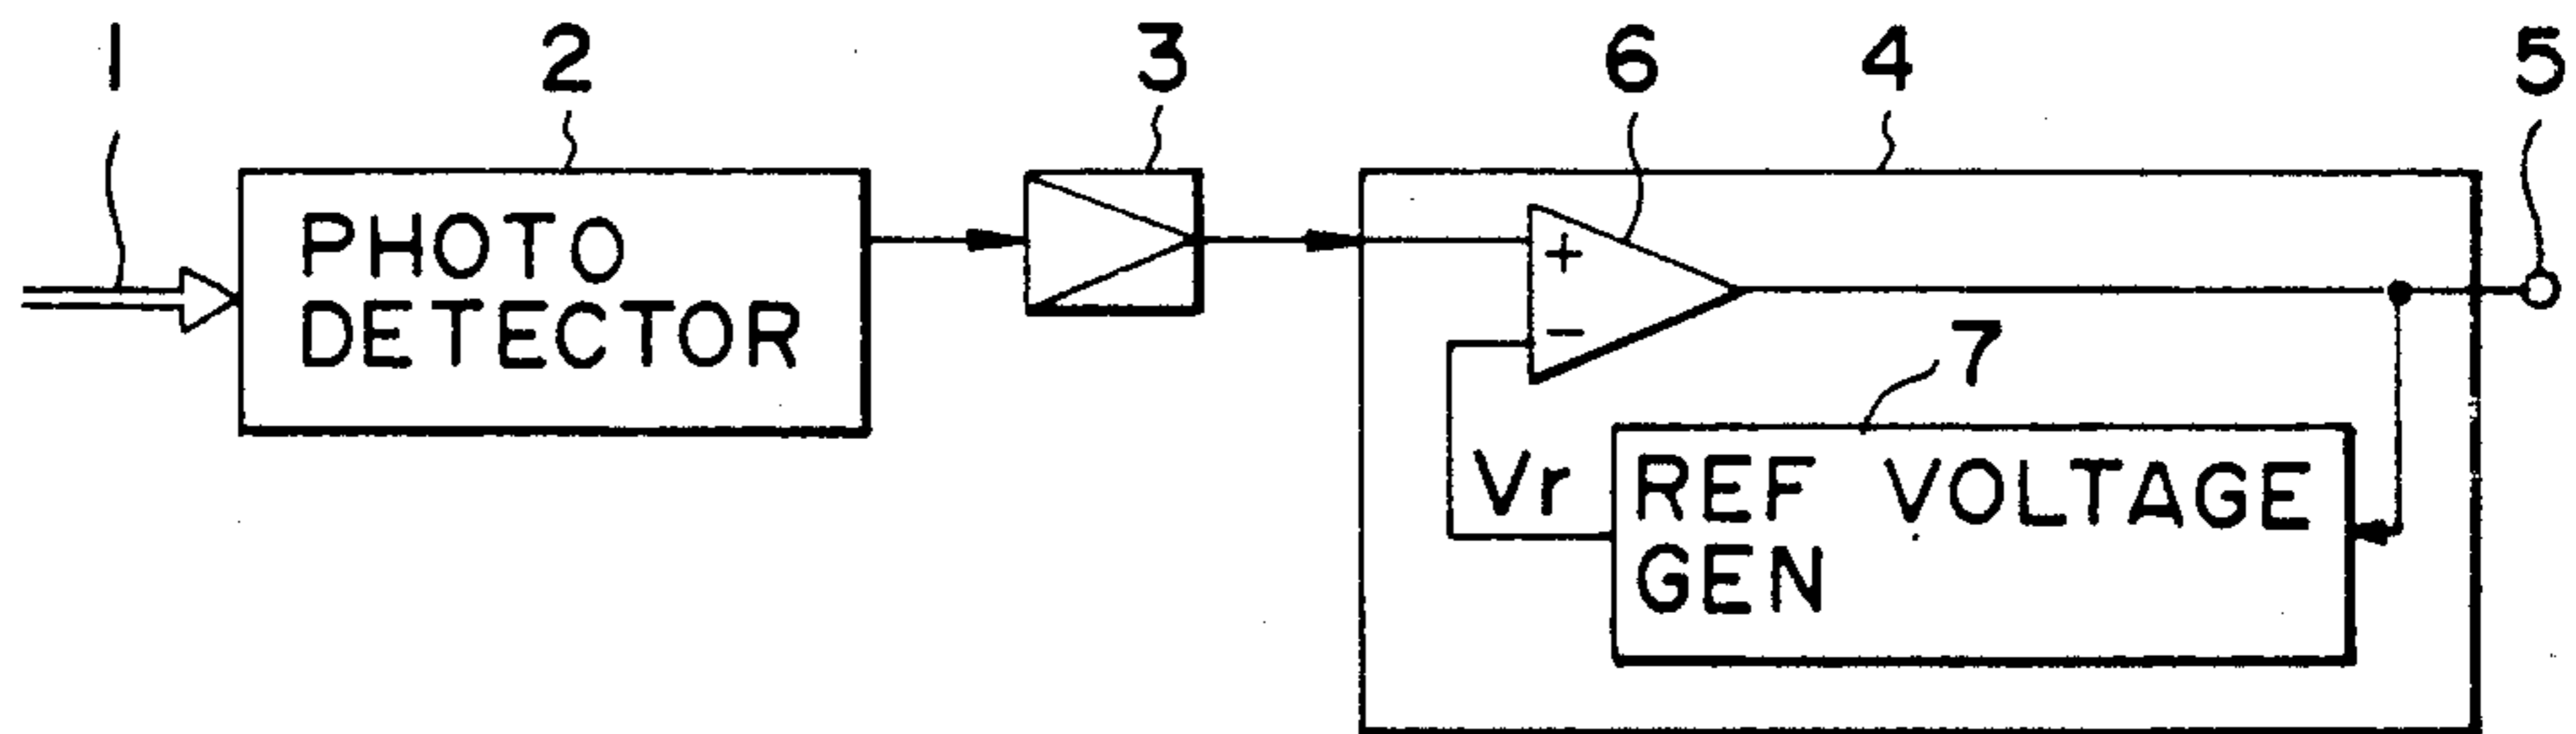 1 2 3 6 4 5
PHOTO
DETECTOR
+
-
7
Vr
REF VOLTAGE
GEN